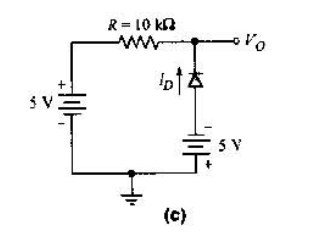 R = 10 kΩ
V_O
I_D
+
5 V
-
-
5 V
+
(c)